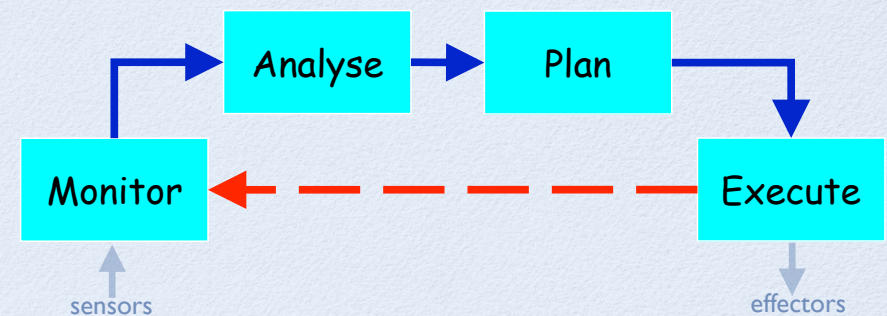 Analyse
Plan
Monitor
Execute
sensors
effectors